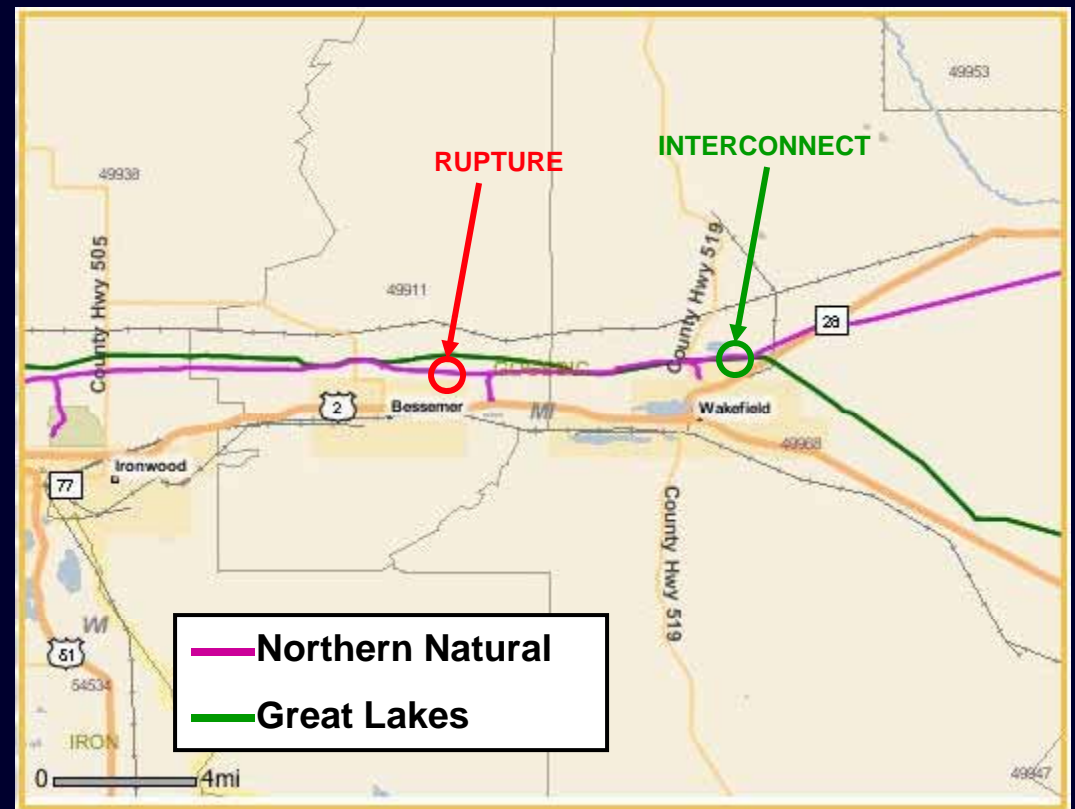 49953
INTERCONNECT
RUPTURE
49938
County Hwy 519
County Hwy 505
49911
28
2
Bessemer
MI
Wakefield
49968
Ironwood
77
County Hwy 519
WI
Northern Natural
51
54534
Great Lakes
IRON
0 4mi
49947